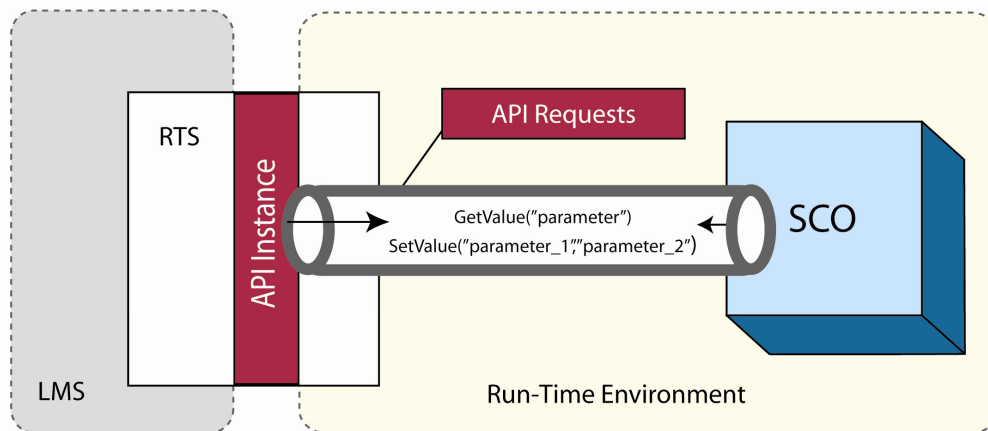 RTS
API Requests
API Instance
GetValue("parameter")
SetValue("parameter_1","parameter_2")
SCO
LMS
Run-Time Environment